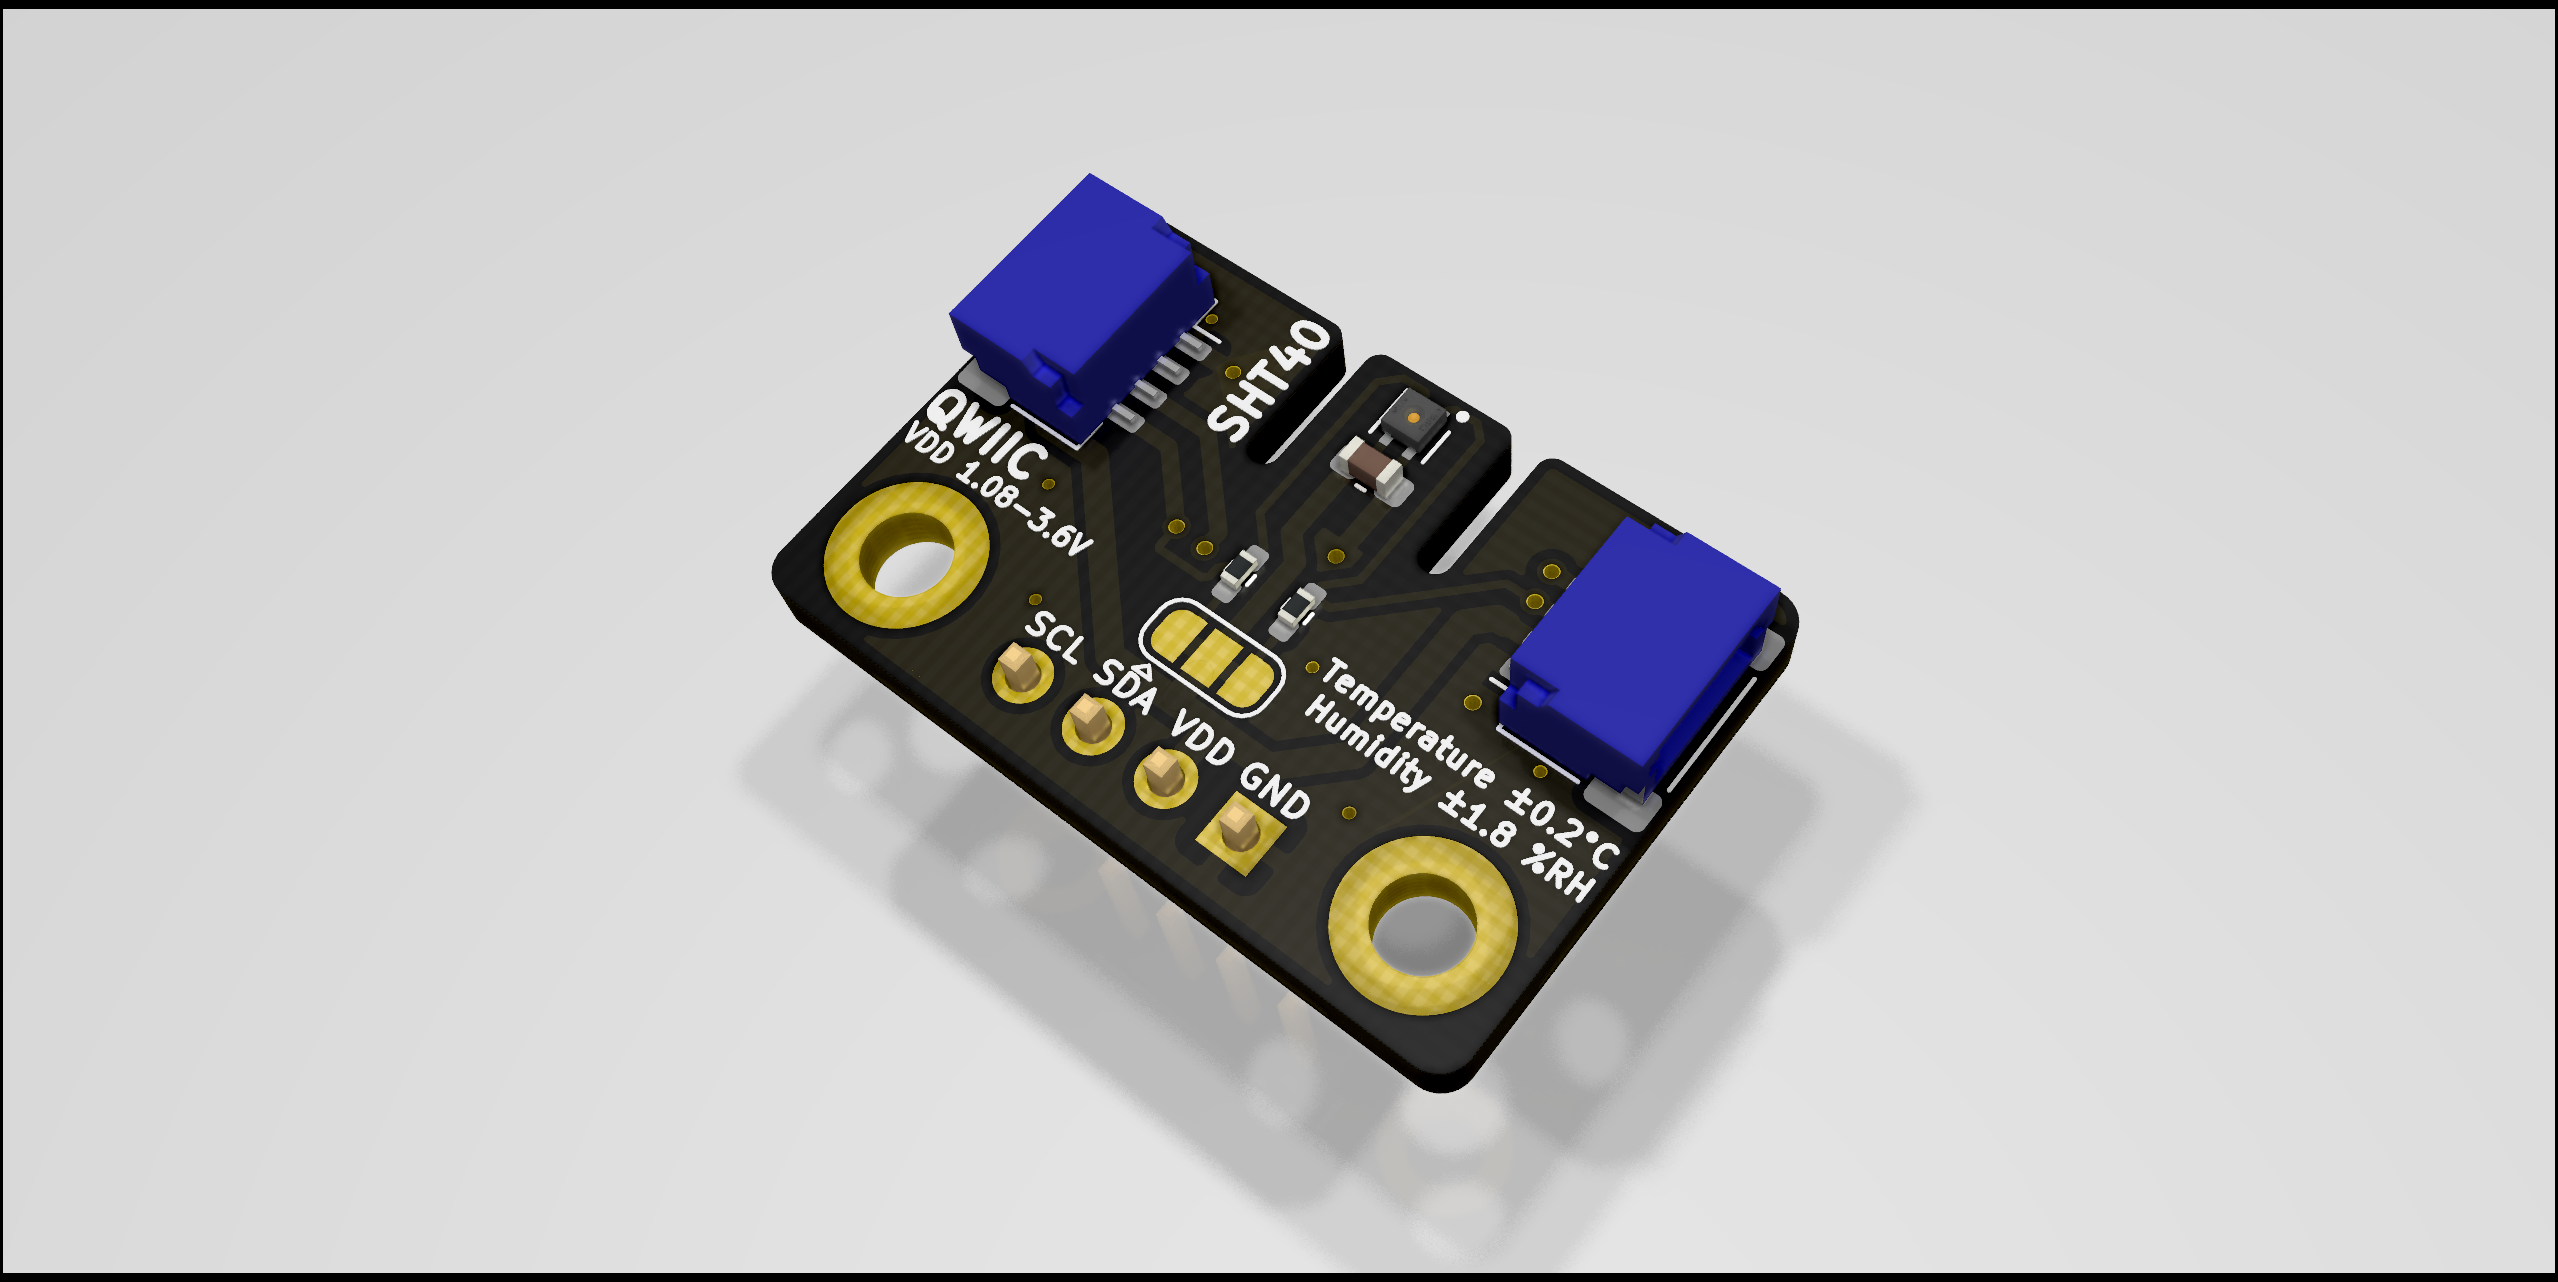 SHT40
QWIIC
VDD 1.08-3.6V
SCL
SDA
VDD
GND
Temperature ±0.2°C
Humidity ±1.8 %RH